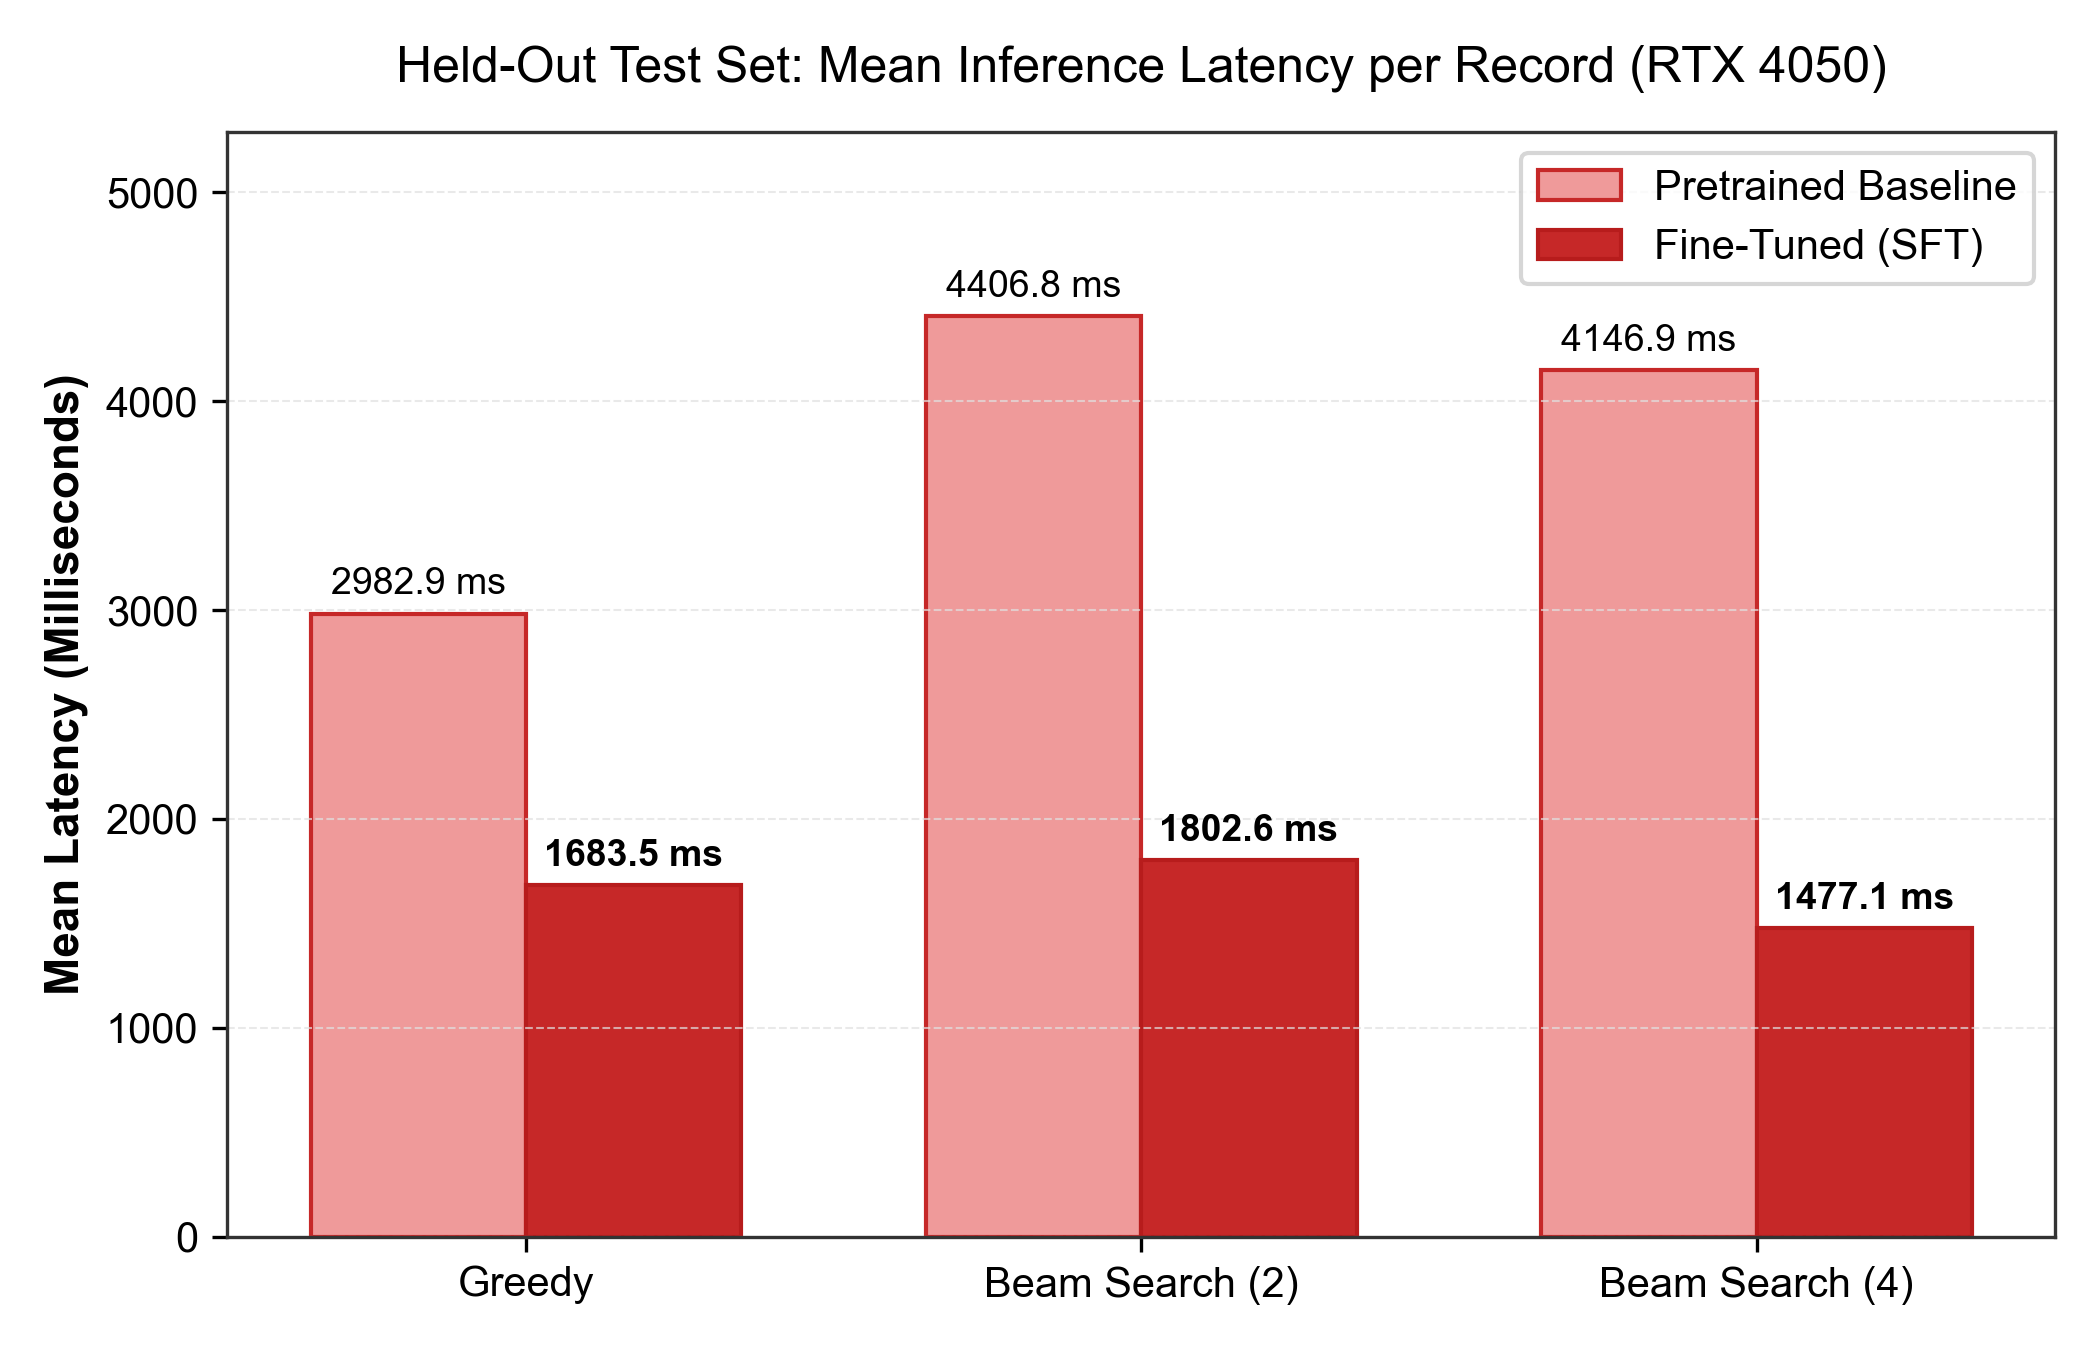 Held-Out Test Set: Mean Inference Latency per Record (RTX 4050)
Mean Latency (Milliseconds)
5000
4000
3000
2000
1000
0
Pretrained Baseline
Fine-Tuned (SFT)
2982.9 ms
1683.5 ms
4406.8 ms
1802.6 ms
4146.9 ms
1477.1 ms
Greedy
Beam Search (2)
Beam Search (4)